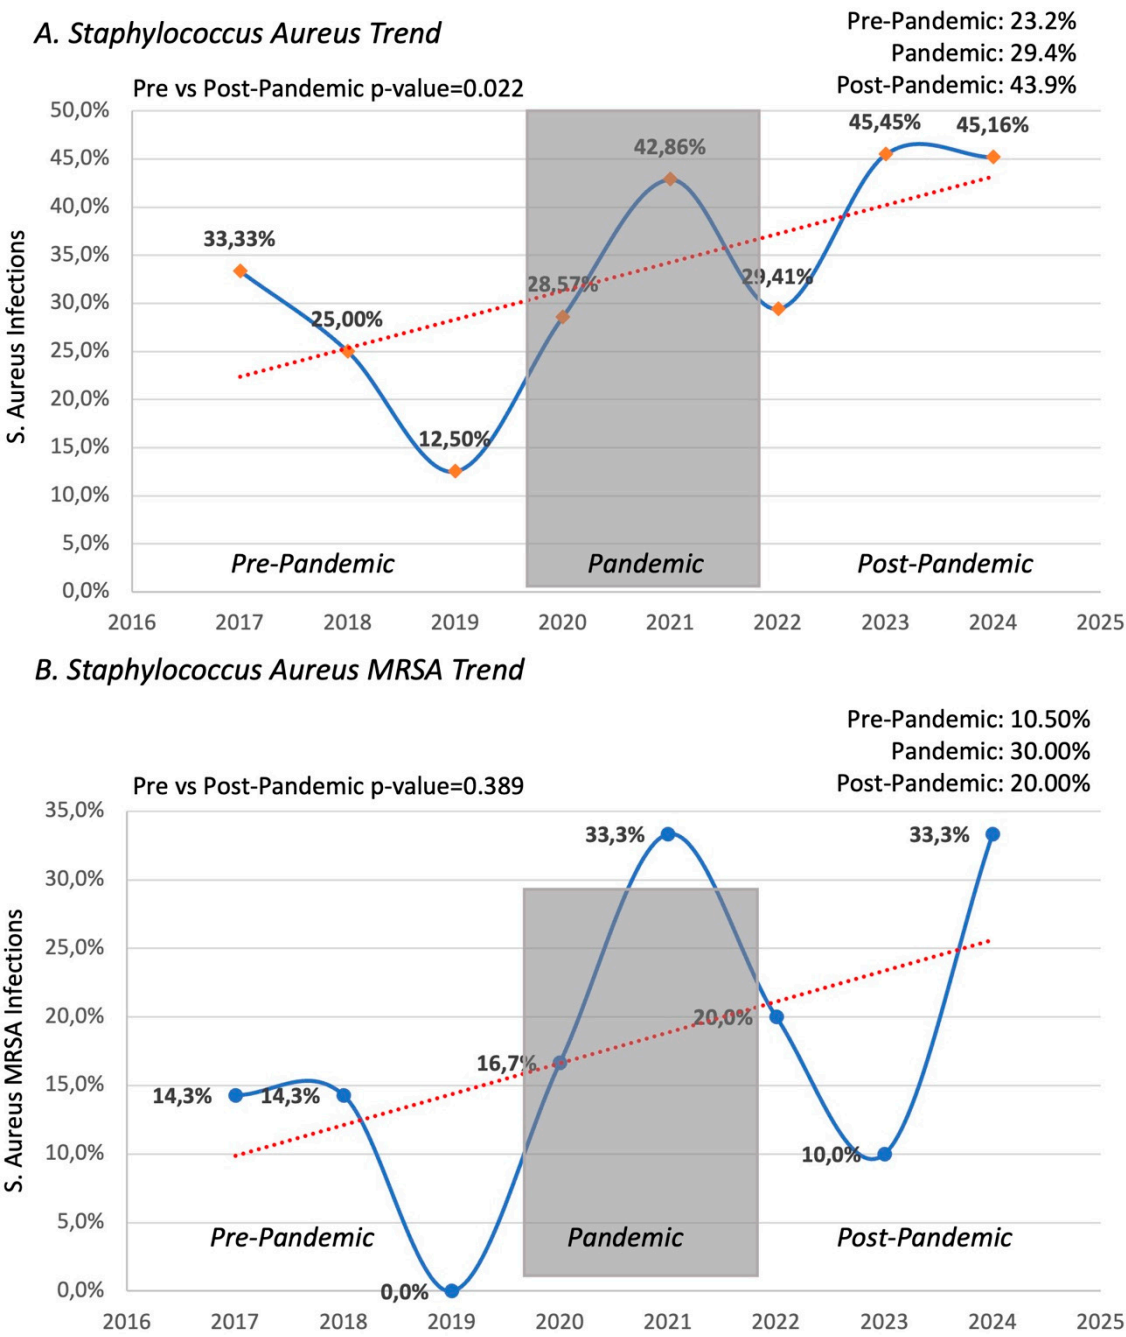 A. Staphylococcus Aureus Trend
Pre-Pandemic: 23.2%
Pandemic: 29.4%
Post-Pandemic: 43.9%
Pre vs Post-Pandemic p-value=0.022
S. Aureus Infections
50,0%
45,0%
40,0%
35,0%
30,0%
25,0%
20,0%
15,0%
10,0%
5,0%
0,0%
33,33%
25,00%
12,50%
28,57%
42,86%
29,41%
45,45%
45,16%
Pre-Pandemic
Pandemic
Post-Pandemic
2016 2017 2018 2019 2020 2021 2022 2023 2024 2025
B. Staphylococcus Aureus MRSA Trend
Pre-Pandemic: 10.50%
Pandemic: 30.00%
Post-Pandemic: 20.00%
Pre vs Post-Pandemic p-value=0.389
S. Aureus MRSA Infections
35,0%
30,0%
25,0%
20,0%
15,0%
10,0%
5,0%
0,0%
14,3%
14,3%
0,0%
16,7%
33,3%
20,0%
10,0%
33,3%
Pre-Pandemic
Pandemic
Post-Pandemic
2016 2017 2018 2019 2020 2021 2022 2023 2024 2025